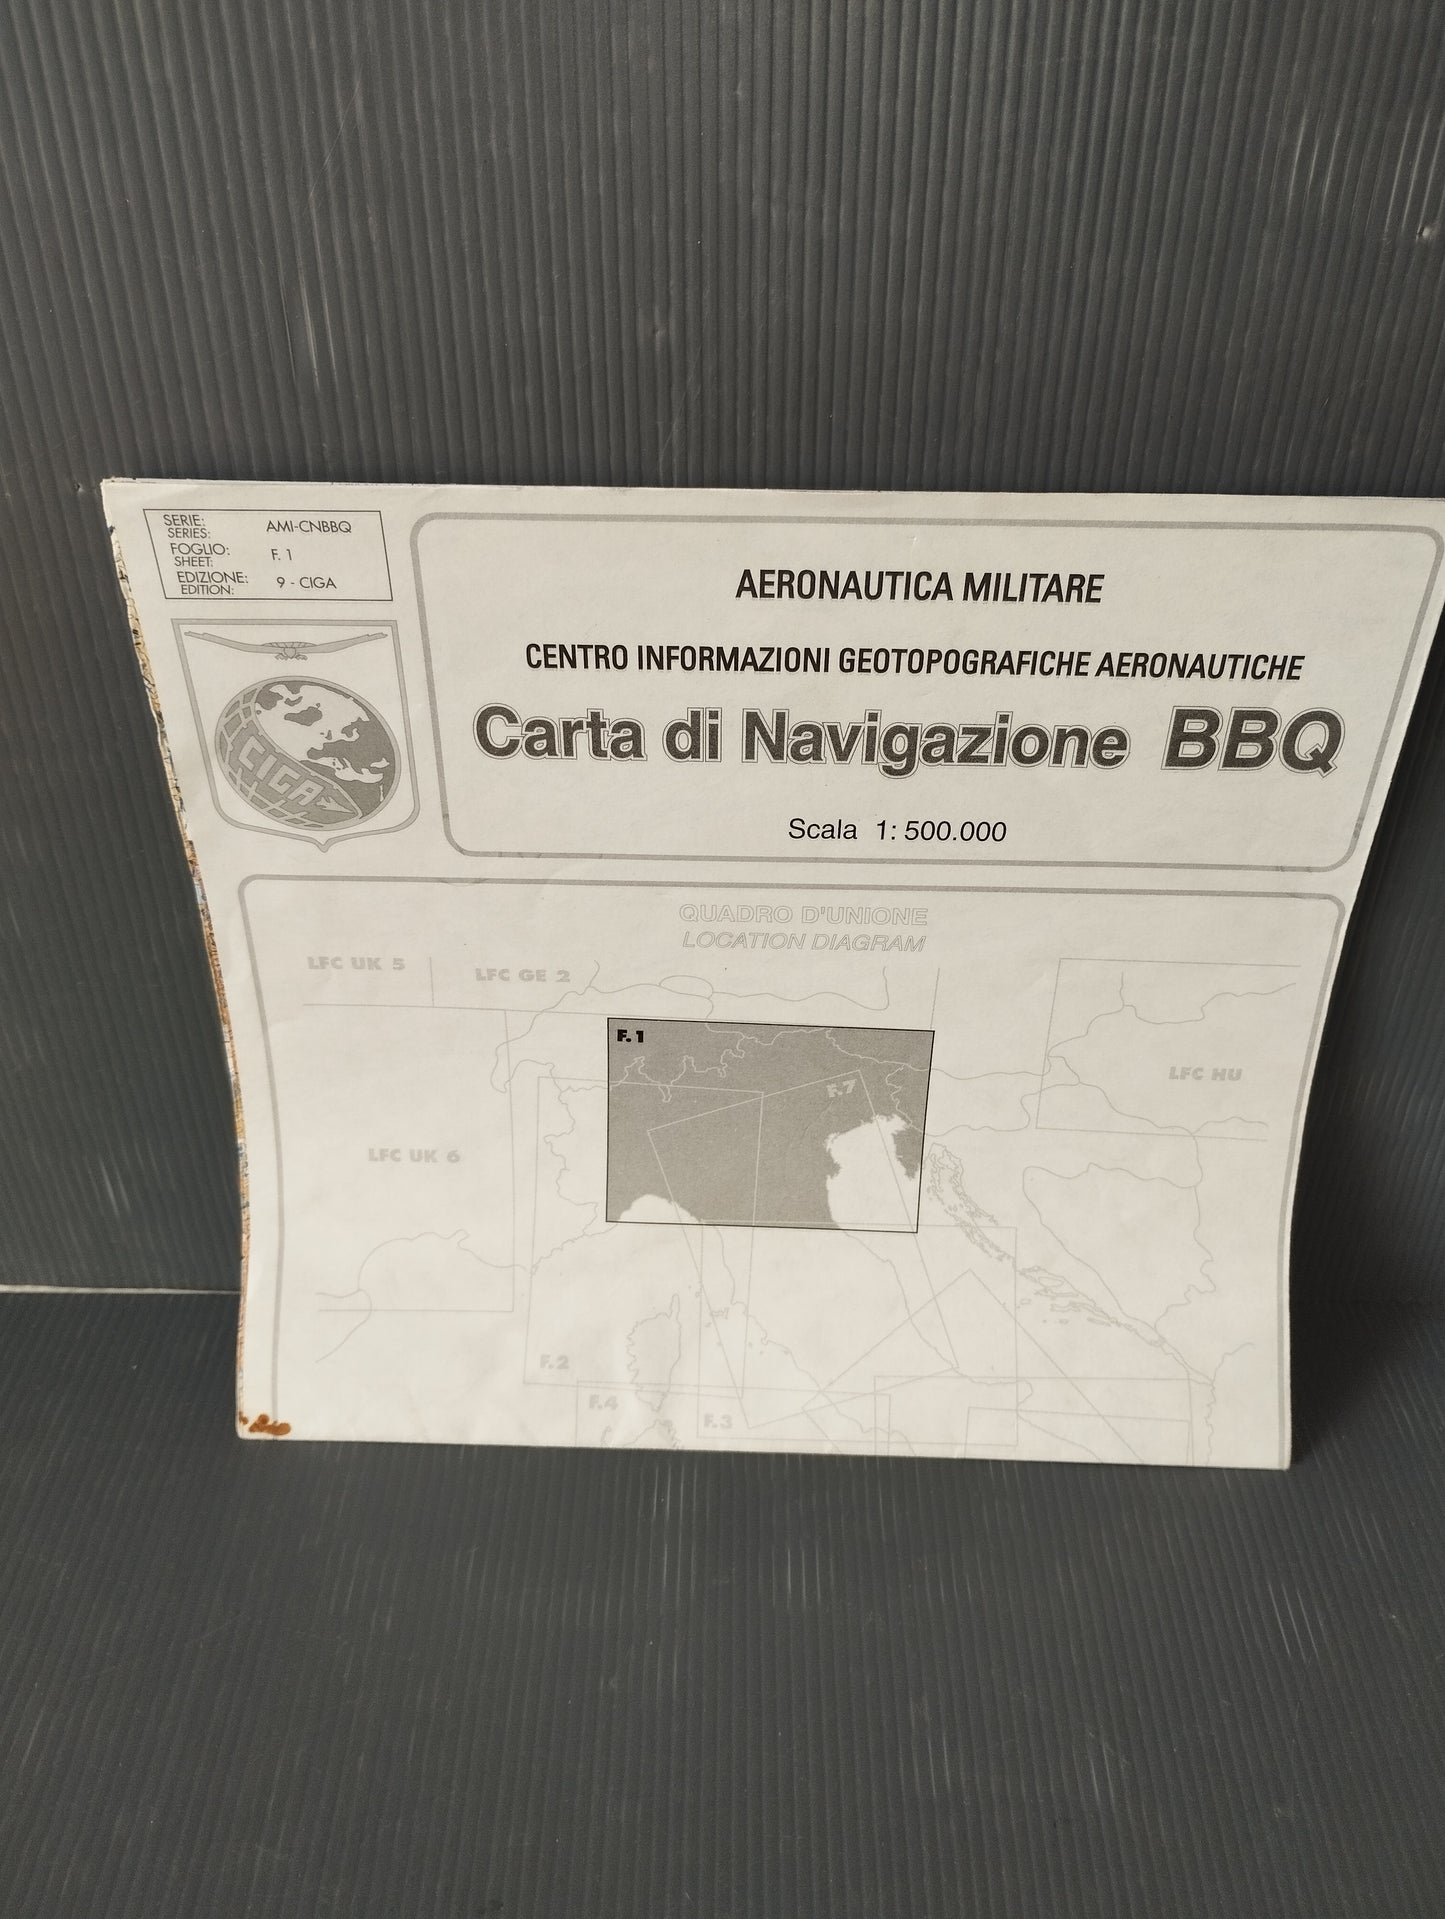 SERIE: AMI-CNBBQ
SERIES:
FOGLIO: F. 1
SHEET:
EDIZIONE: 9 - CIGA
EDITION:
CIGA
AERONAUTICA MILITARE
CENTRO INFORMAZIONI GEOTOPOGRAFICHE AERONAUTICHE
Carta di Navigazione BBQ
Scala 1: 500.000
QUADRO D'UNIONE
LOCATION DIAGRAM
LFC UK 5
LFC GE 2
F. 1
F.7
LFC HU
LFC UK 6
F.2
F.4
F.3